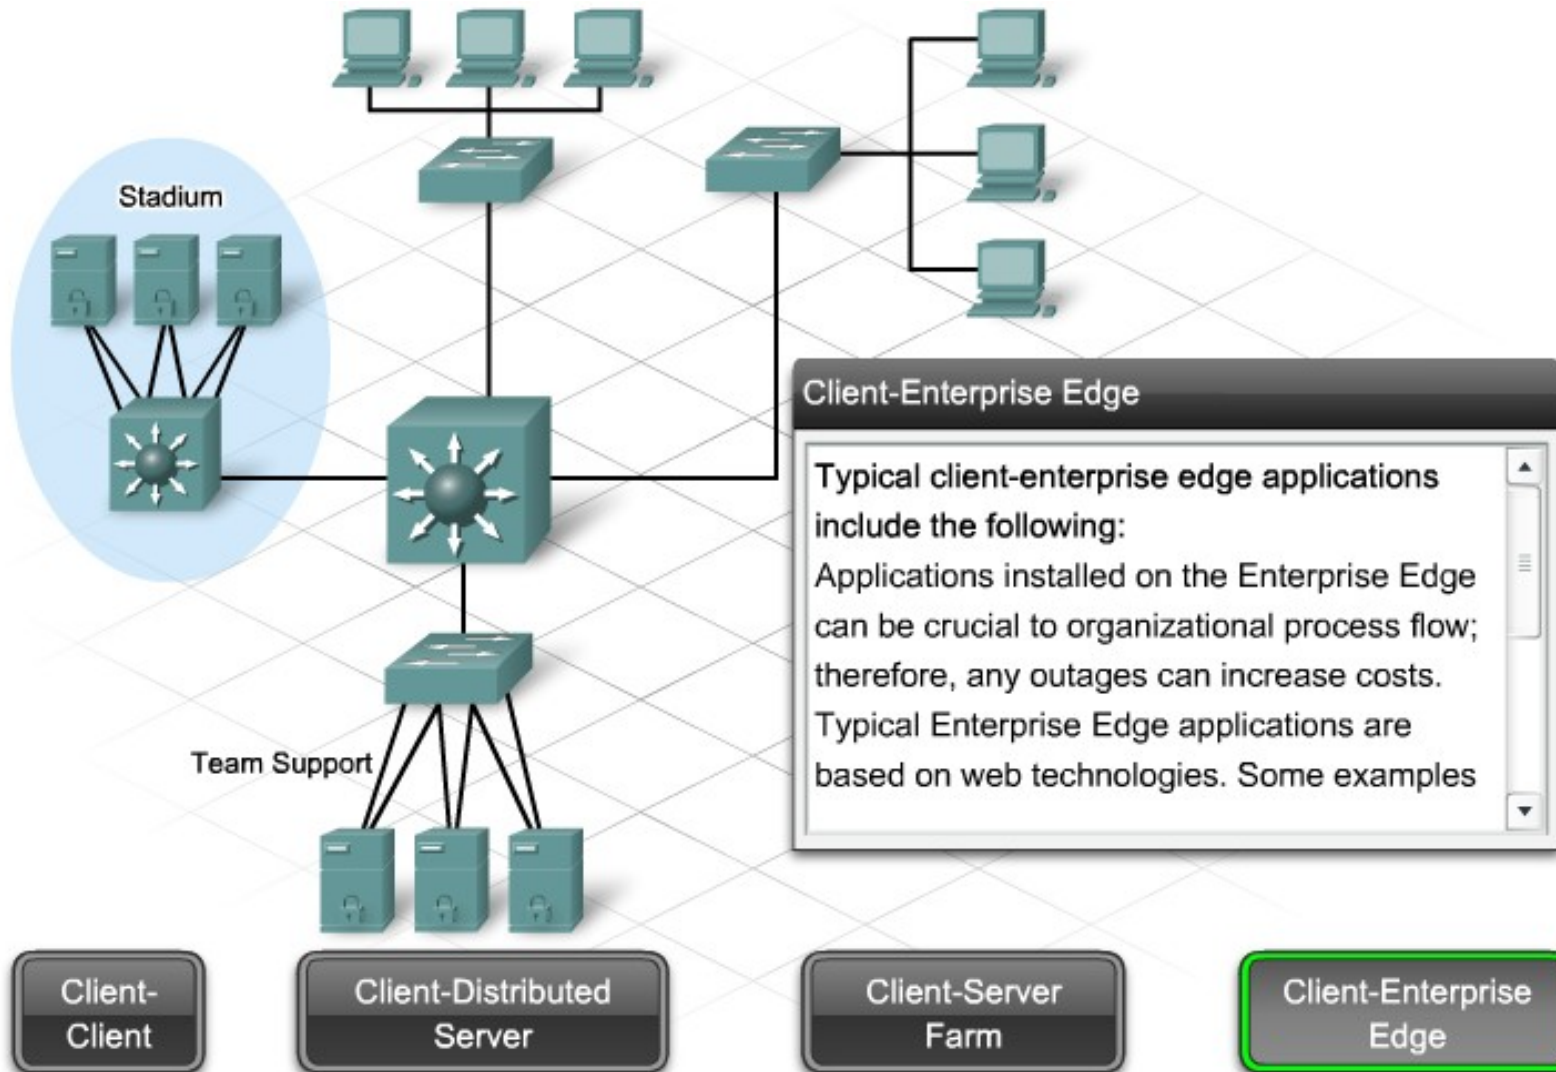 Stadium
Client-Enterprise Edge
Typical client-enterprise edge applications
include the following:
Applications installed on the Enterprise Edge
can be crucial to organizational process flow;
therefore, any outages can increase costs.
Typical Enterprise Edge applications are
based on web technologies. Some examples
Team Support
Client-
Client
Client-Distributed
Server
Client-Server
Farm
Client-Enterprise
Edge